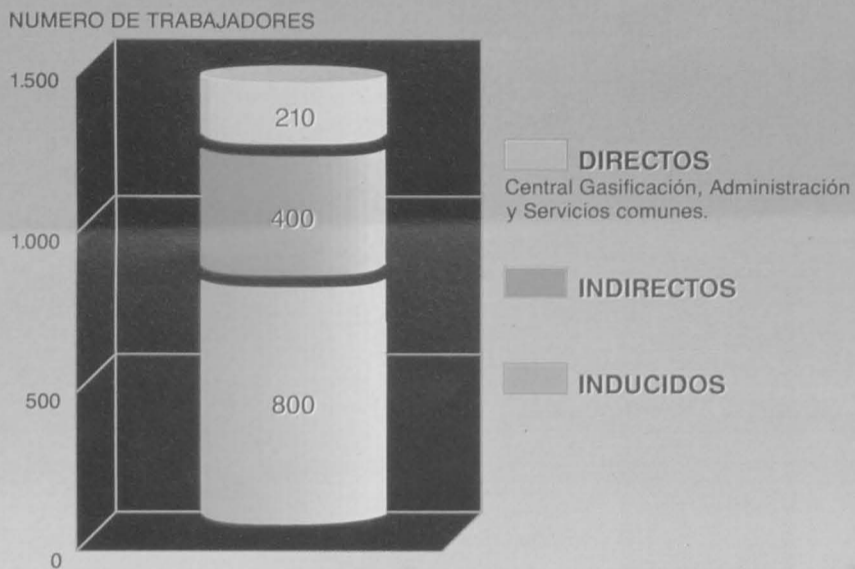 NUMERO DE TRABAJADORES
1.500
1.000
500
0
210
400
800
DIRECTOS
Central Gasificación, Administración
y Servicios comunes.
INDIRECTOS
INDUCIDOS